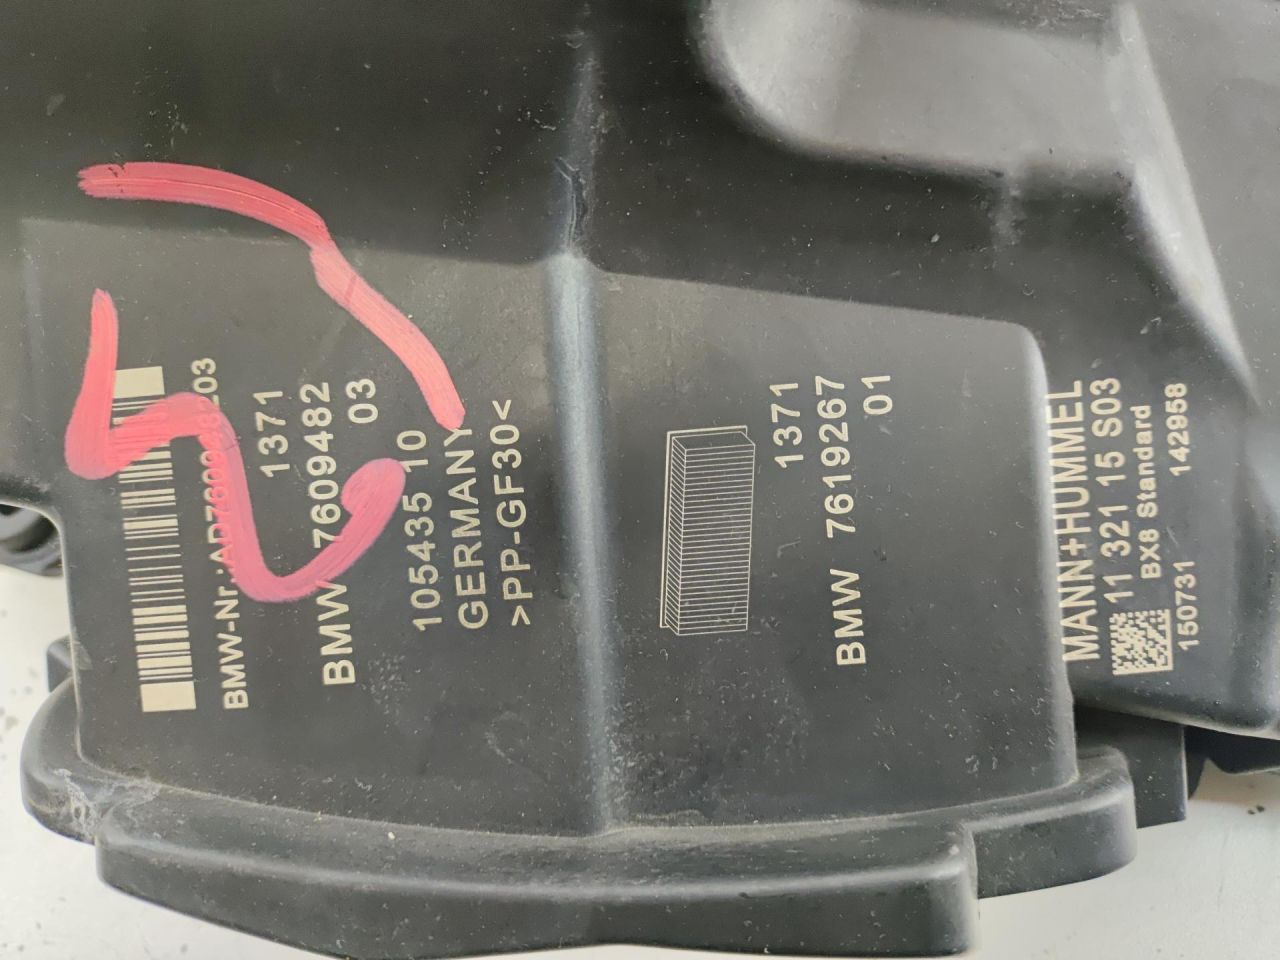 BMW-Nr.:
1371
BMW 7609482
03
105435 10
GERMANY
>PP-GF30<
1371
BMW 7619267
01
MANN+HUMMEL
11 321 15 S03
BX8 Standard
150731 142958